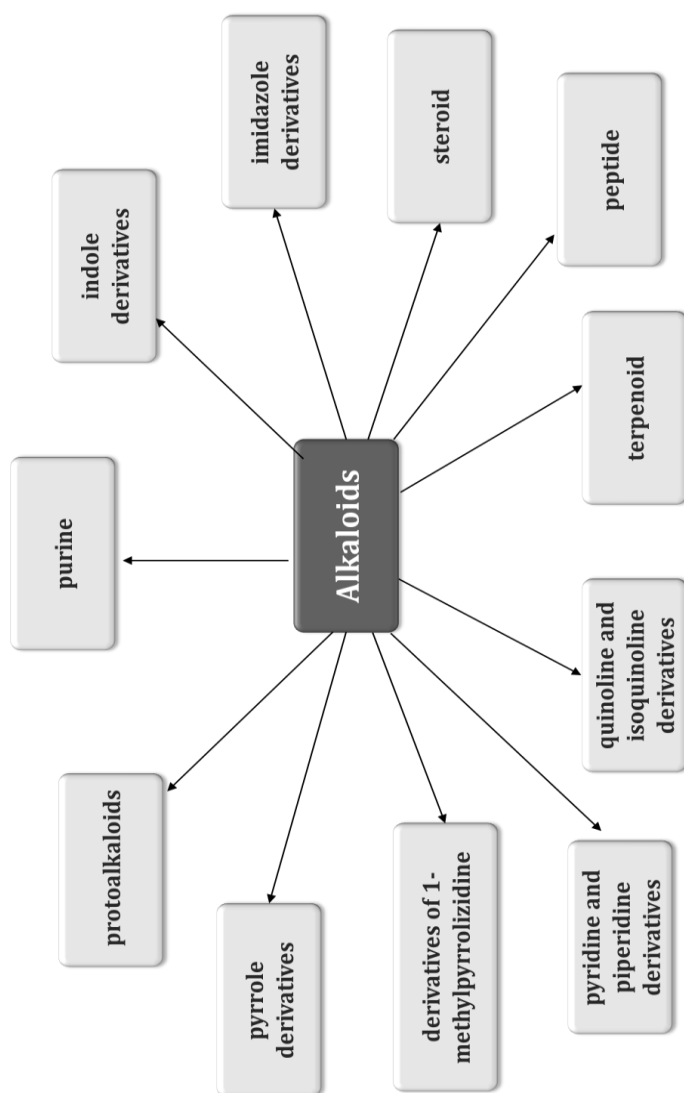 purine
indole
derivatives
imidazole
derivatives
steroid
peptide
terpenoid
quinoline and
isoquinoline
derivatives
pyridine and
piperidine
derivatives
derivatives of 1-
methylpyrrolizidine
pyrrole
derivatives
protoalkaloids
Alkaloids